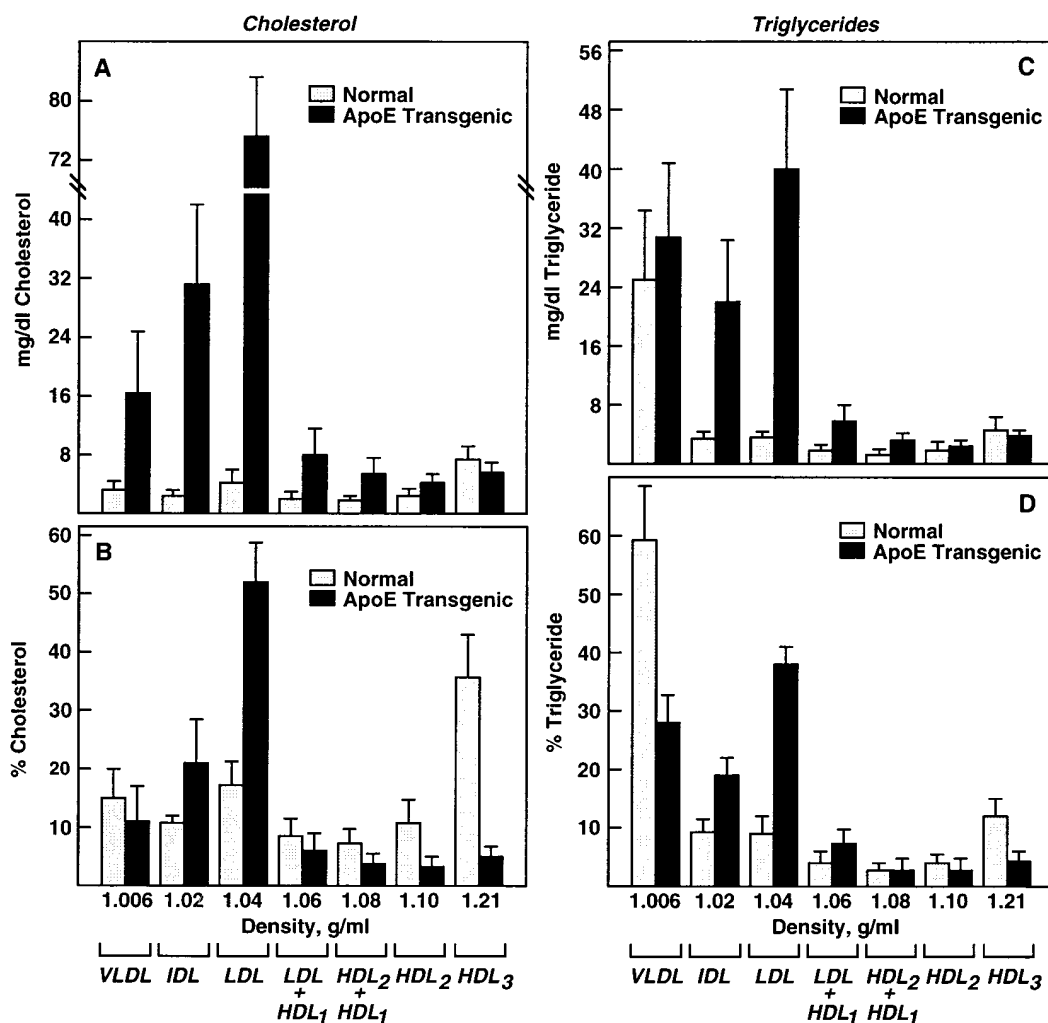 Cholesterol
Triglycerides
A
Normal
ApoE Transgenic
80
72
40
32
24
16
8
mg/dl Cholesterol
C
Normal
ApoE Transgenic
56
48
40
32
24
16
8
mg/dl Triglyceride
B
Normal
ApoE Transgenic
60
50
40
30
20
10
% Cholesterol
1.006 1.02 1.04 1.06 1.08 1.10 1.21
Density, g/ml
VLDL IDL LDL LDL + HDL1 HDL2 + HDL1 HDL2 HDL3
D
Normal
ApoE Transgenic
60
50
40
30
20
10
% Triglyceride
1.006 1.02 1.04 1.06 1.08 1.10 1.21
Density, g/ml
VLDL IDL LDL LDL + HDL1 HDL2 + HDL1 HDL2 HDL3